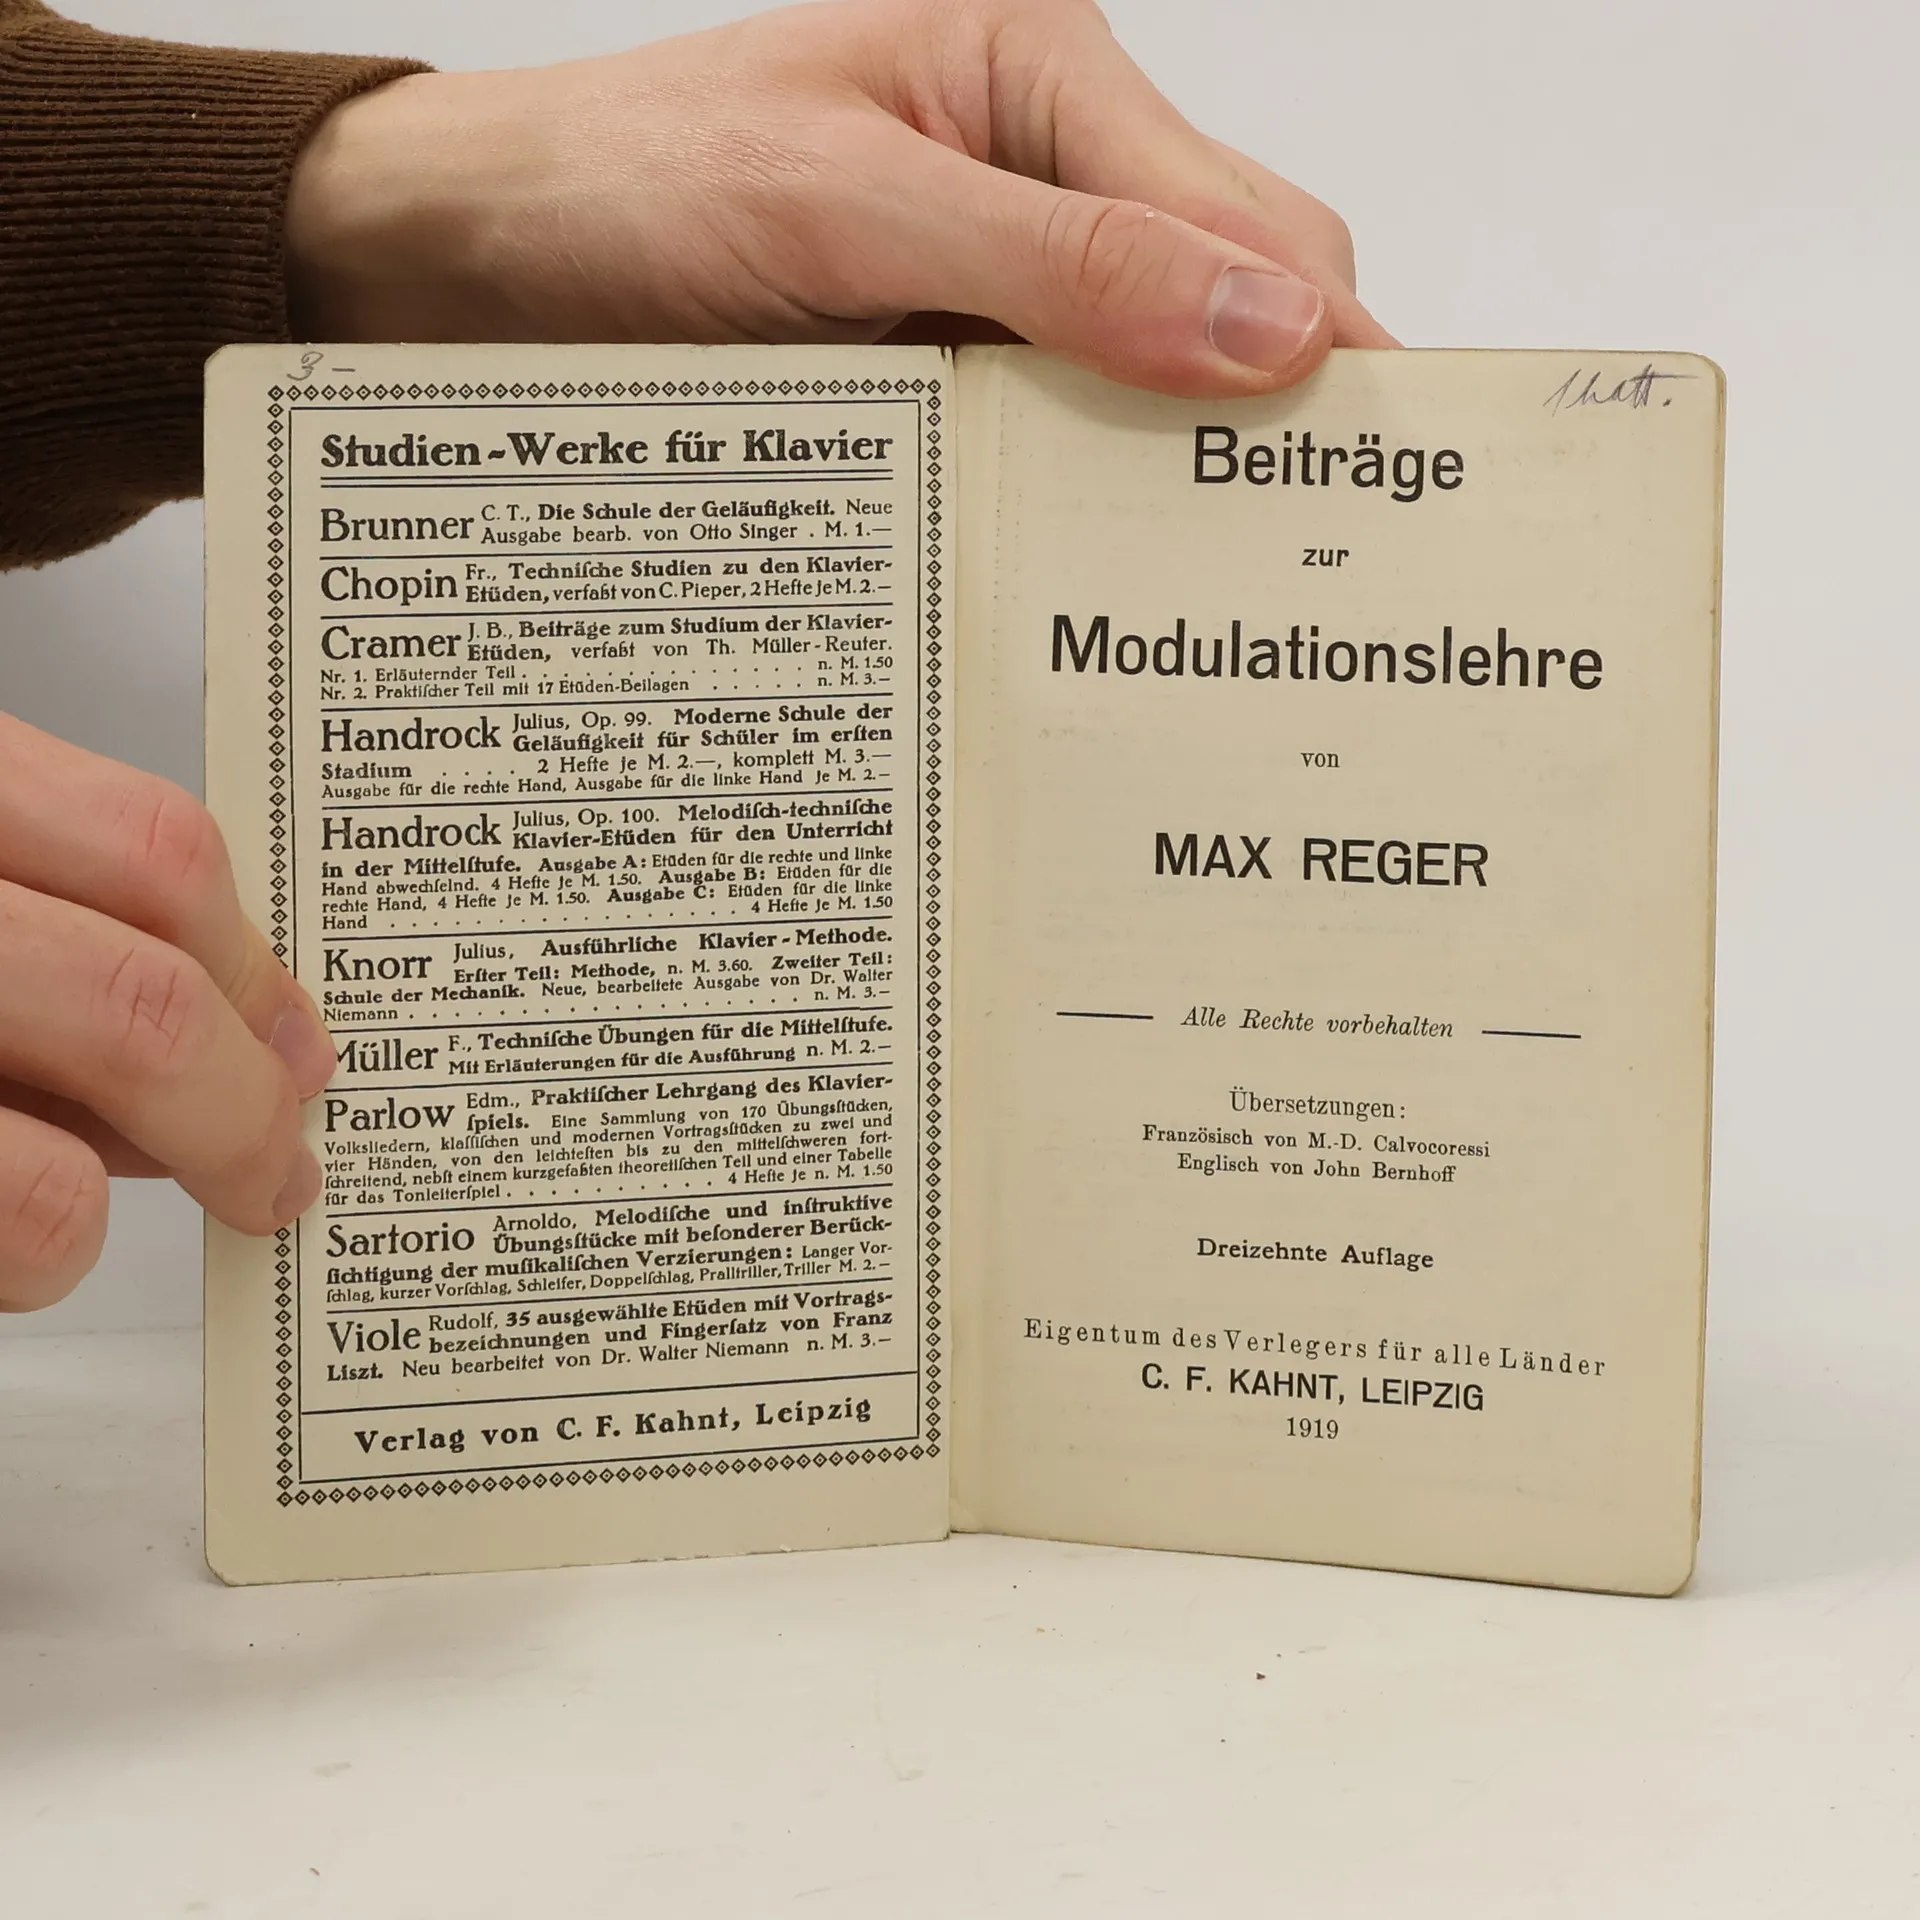 3 —
Studien-Werke für Klavier
Brunner C. T., Die Schule der Geläufigkeit. Neue
Ausgabe bearb. von Otto Singer . M. 1.—
Chopin Fr., Techniſche Studien zu den Klavier-
Etüden, verfaßt von C. Pieper, 2 Hefte je M. 2.—
Cramer J. B., Beiträge zum Studium der Klavier-
Etüden, verfaßt von Th. Müller-Reuter.
Nr. 1. Erläuternder Teil . . . . . . . . . . n. M. 1.50
Nr. 2. Praktiſcher Teil mit 17 Etüden-Beilagen . . . . . n. M. 3.—
Handrock Julius, Op. 99. Moderne Schule der
Geläufigkeit für Schüler im erſten
Stadium . . . . 2 Hefte je M. 2.—, komplett M. 3.—
Ausgabe für die rechte Hand, Ausgabe für die linke Hand je M. 2.—
Handrock Julius, Op. 100. Melodiſch-techniſche
Klavier-Etüden für den Unterricht
in der Mittelſtufe. Ausgabe A: Etüden für die rechte und linke
Hand abwechſelnd. 4 Hefte je M. 1.50. Ausgabe B: Etüden für die
rechte Hand, 4 Hefte je M. 1.50. Ausgabe C: Etüden für die linke
Hand . . . . . . . . . . . . . . . . 4 Hefte je M. 1.50
Knorr Julius, Ausführliche Klavier-Methode.
Erſter Teil: Methode, n. M. 3.60. Zweiter Teil:
Schule der Mechanik. Neue, bearbeitete Ausgabe von Dr. Walter
Niemann . . . . . . . . . . . . . . . . n. M. 3.—
Müller F., Techniſche Übungen für die Mittelſtufe.
Mit Erläuterungen für die Ausführung n. M. 2.—
Parlow Edm., Praktiſcher Lehrgang des Klavier-
ſpiels. Eine Sammlung von 170 Übungsſtücken,
Volksliedern, klaſſiſchen und modernen Vortragsſtücken zu zwei und
vier Händen, von den leichteſten bis zu den mittelſchweren fort-
ſchreitend, nebſt einem kurzgefaßten theoretiſchen Teil und einer Tabelle
für das Tonleiterſpiel . . . . . . . . . . 4 Hefte je n. M. 1.50
Sartorio Arnoldo, Melodiſche und inſtruktive
Übungsſtücke mit beſonderer Berück-
ſichtigung der muſikaliſchen Verzierungen: Langer Vor-
ſchlag, kurzer Vorſchlag, Schleifer, Doppelſchlag, Pralltriller, Triller M. 2.—
Viole Rudolf, 35 ausgewählte Etüden mit Vortrags-
bezeichnungen und Fingerſatz von Franz
Liszt. Neu bearbeitet von Dr. Walter Niemann n. M. 3.—
Verlag von C. F. Kahnt, Leipzig
Beiträge
zur
Modulationslehre
von
MAX REGER
Alle Rechte vorbehalten
Übersetzungen:
Französisch von M.-D. Calvocoressi
Englisch von John Bernhoff
Dreizehnte Auflage
Eigentum des Verlegers für alle Länder
C. F. KAHNT, LEIPZIG
1919